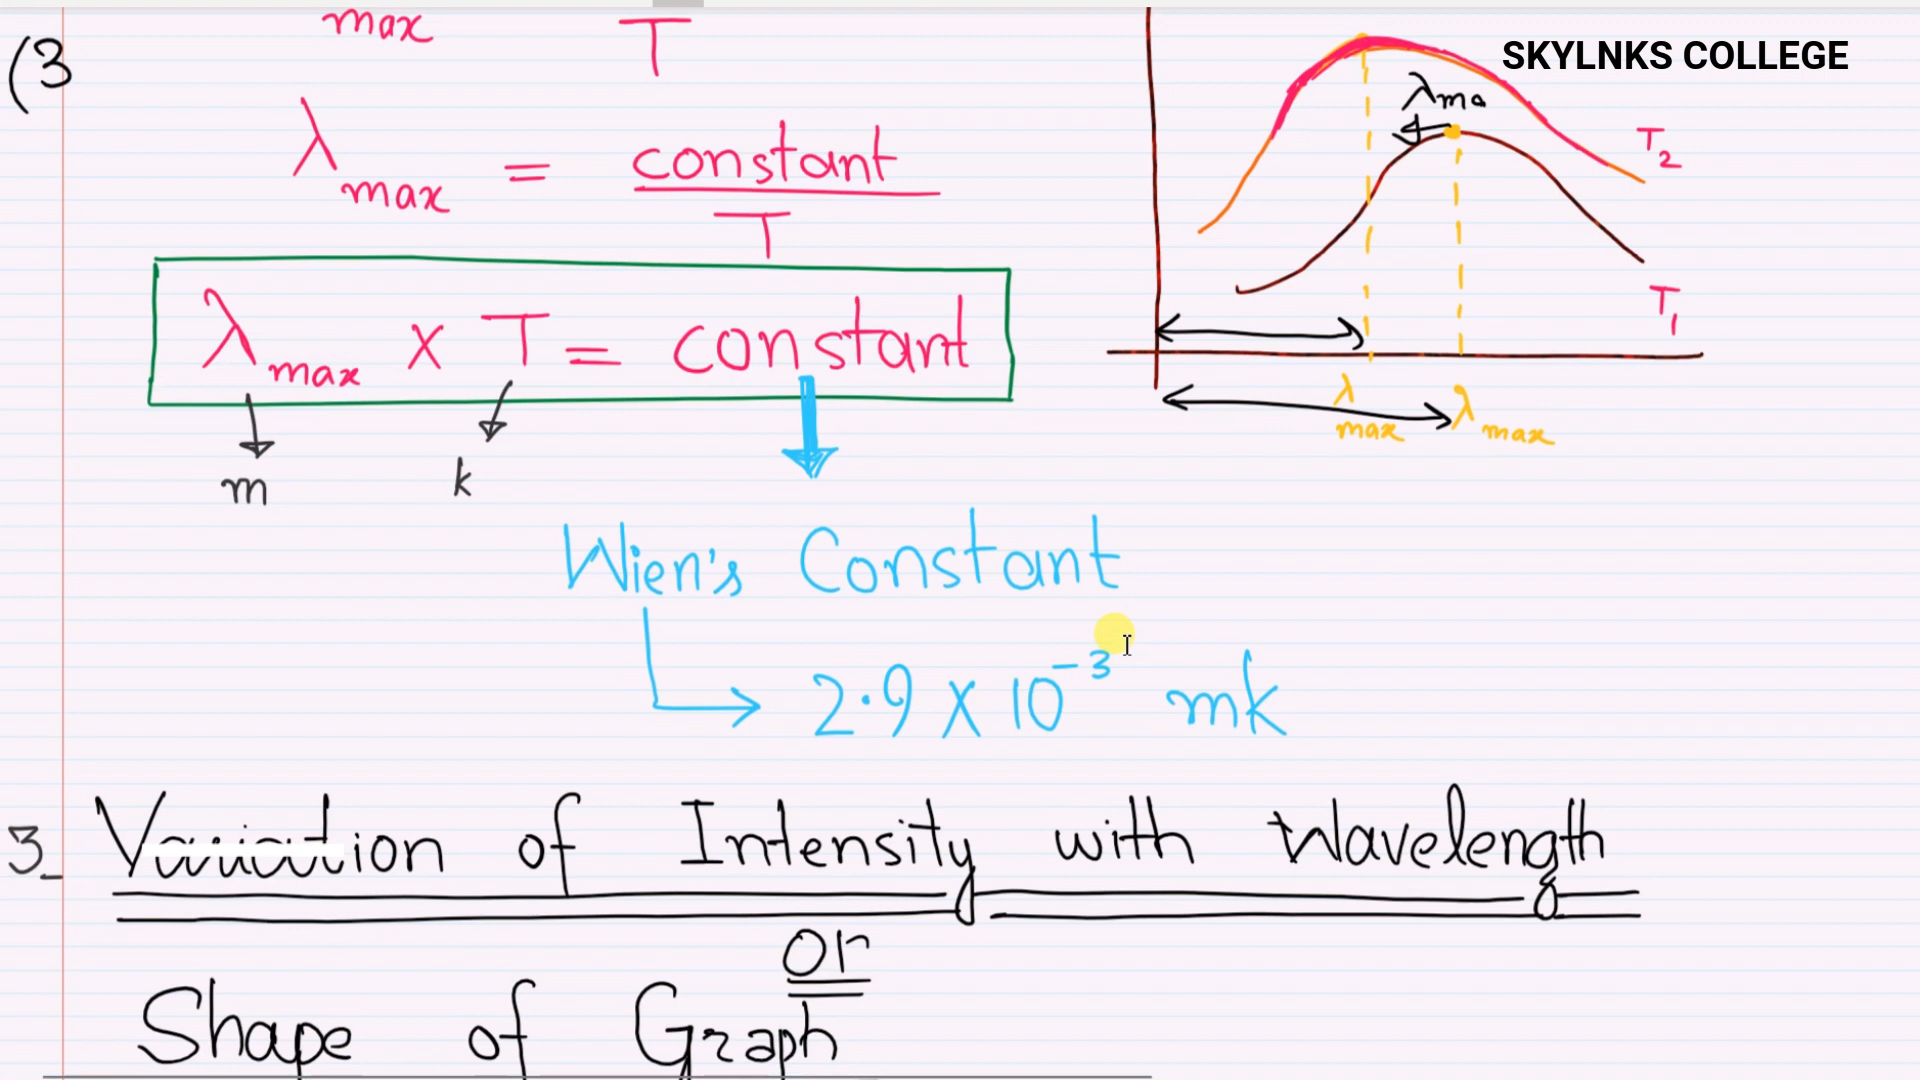 max T
(3
SKYLNKS COLLEGE
λma
λmax = constant
T
T2
λmax x T = constant
T1
λ
max
λmax
m k
Wien's Constant
2.9 X 10⁻³ mk
3_ Variation of Intensity with Wavelength
or
Shape of Graph